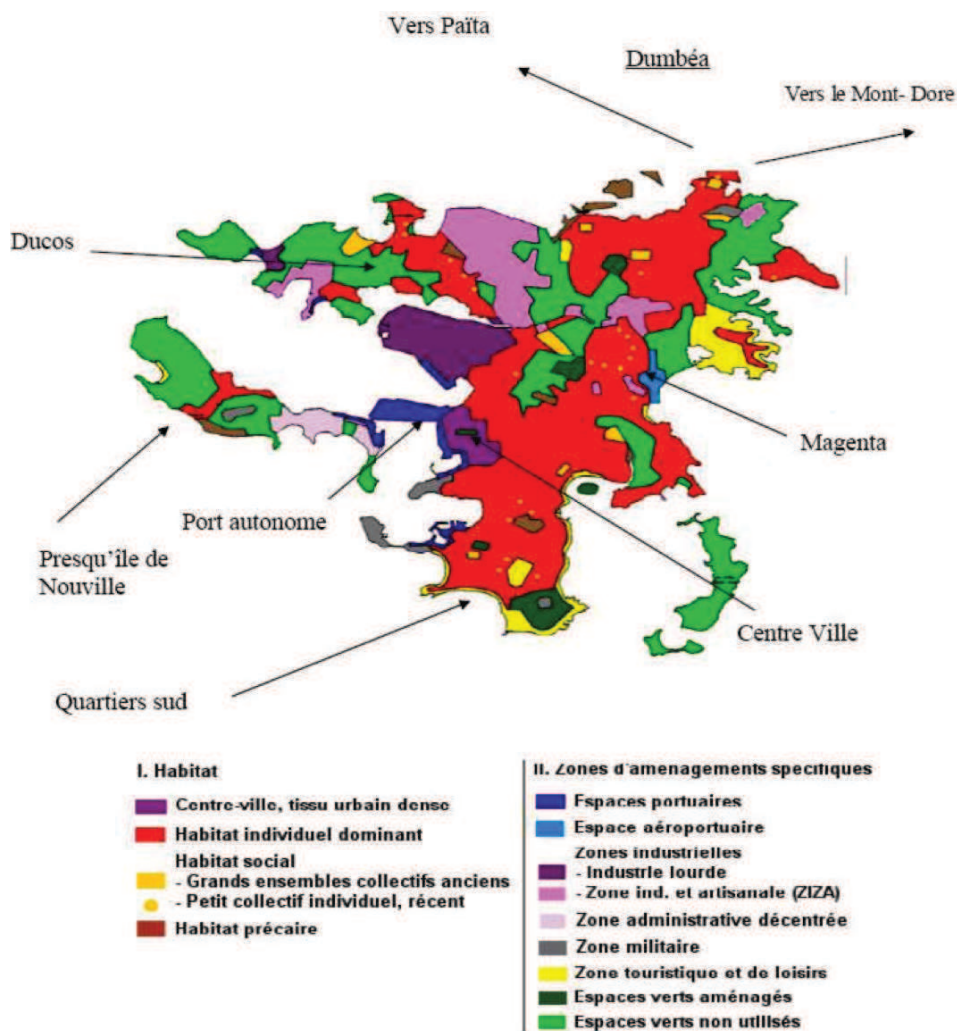 Vers Païta
Dumbéa
Vers le Mont- Dore
Ducos
Magenta
Port autonome
Presqu'île de
Nouville
Centre Ville
Quartiers sud
I. Habitat
Centre-ville, tissu urbain dense
Habitat individuel dominant
Habitat social
- Grands ensembles collectifs anciens
- Petit collectif individuel, récent
Habitat précaire
II. Zones d'amenagements spécifiques
Espaces portuaires
Espace aéroportuaire
Zones industrielles
- Industrie lourde
- Zone ind. et artisanale (ZIZA)
Zone administrative décentrée
Zone militaire
Zone touristique et de loisirs
Espaces verts aménagés
Espaces verts non utilisés